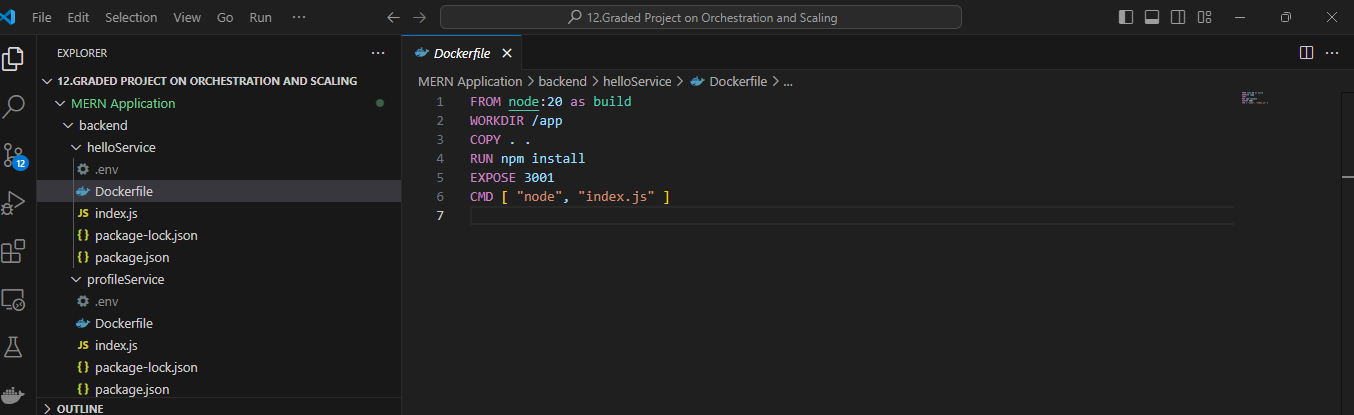 File Edit Selection View Go Run ···
12.Graded Project on Orchestration and Scaling
EXPLORER ···
12.GRADED PROJECT ON ORCHESTRATION AND SCALING
MERN Application
backend
helloService
.env
Dockerfile
JS index.js
{} package-lock.json
{} package.json
profileService
.env
Dockerfile
JS index.js
{} package-lock.json
{} package.json
OUTLINE
12
Dockerfile
MERN Application > backend > helloService > Dockerfile > ...
1 FROM node:20 as build
2 WORKDIR /app
3 COPY . .
4 RUN npm install
5 EXPOSE 3001
6 CMD [ "node", "index.js" ]
7